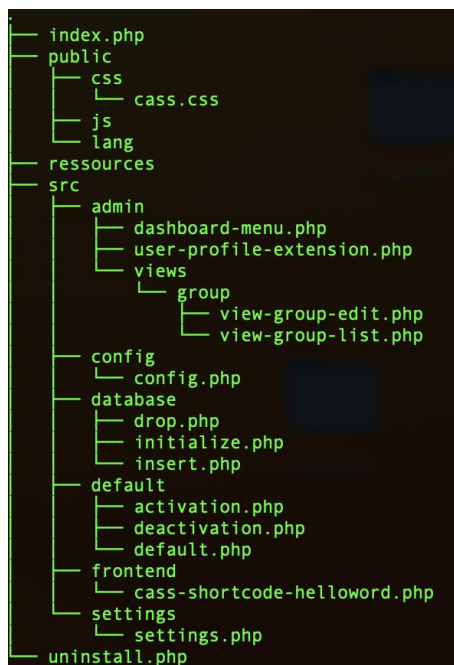 .
├── index.php
├── public
│   ├── css
│   │   └── cass.css
│   ├── js
│   └── lang
├── ressources
├── src
│   ├── admin
│   │   ├── dashboard-menu.php
│   │   ├── user-profile-extension.php
│   │   └── views
│   │       └── group
│   │           ├── view-group-edit.php
│   │           └── view-group-list.php
│   ├── config
│   │   └── config.php
│   ├── database
│   │   ├── drop.php
│   │   ├── initialize.php
│   │   └── insert.php
│   ├── default
│   │   ├── activation.php
│   │   ├── deactivation.php
│   │   └── default.php
│   ├── frontend
│   │   └── cass-shortcode-helloword.php
│   └── settings
│       └── settings.php
└── uninstall.php